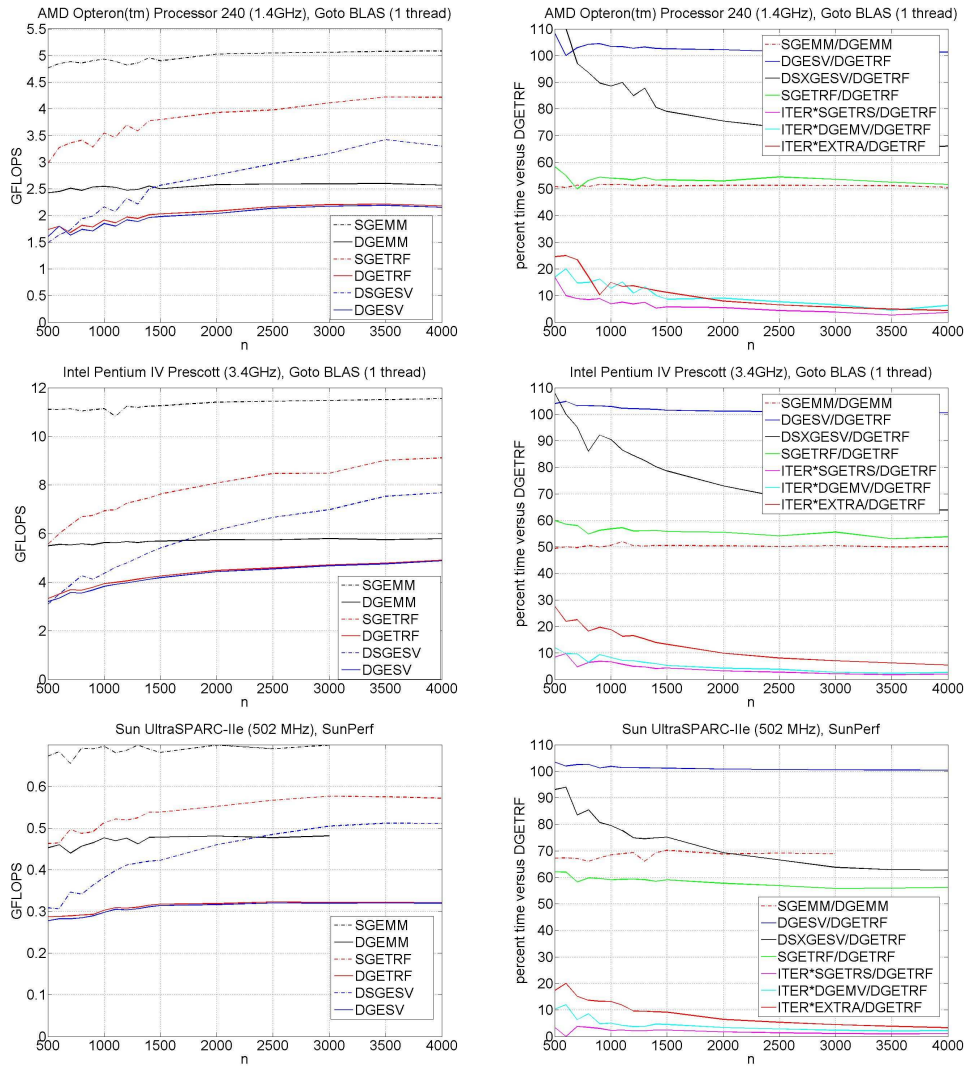 AMD Opteron(tm) Processor 240 (1.4GHz), Goto BLAS (1 thread)
5.5
5
4.5
4
3.5
3
2.5
2
1.5
1
0.5
0
GFLOPS
SGEMM
DGEMM
SGETRF
DGETRF
DSGESV
DGESV
500 1000 1500 2000 2500 3000 3500 4000
n
AMD Opteron(tm) Processor 240 (1.4GHz), Goto BLAS (1 thread)
110
100
90
80
70
60
50
40
30
20
10
0
percent time versus DGETRF
SGEMM/DGEMM
DGESV/DGETRF
DSXGESV/DGETRF
SGETRF/DGETRF
ITER*SGETRS/DGETRF
ITER*DGEMV/DGETRF
ITER*EXTRA/DGETRF
500 1000 1500 2000 2500 3000 3500 4000
n
Intel Pentium IV Prescott (3.4GHz), Goto BLAS (1 thread)
12
10
8
6
4
2
0
GFLOPS
SGEMM
DGEMM
SGETRF
DGETRF
DSGESV
DGESV
500 1000 1500 2000 2500 3000 3500 4000
n
Intel Pentium IV Prescott (3.4GHz), Goto BLAS (1 thread)
110
100
90
80
70
60
50
40
30
20
10
0
percent time versus DGETRF
SGEMM/DGEMM
DGESV/DGETRF
DSXGESV/DGETRF
SGETRF/DGETRF
ITER*SGETRS/DGETRF
ITER*DGEMV/DGETRF
ITER*EXTRA/DGETRF
500 1000 1500 2000 2500 3000 3500 4000
n
Sun UltraSPARC-IIe (502 MHz), SunPerf
0.6
0.5
0.4
0.3
0.2
0.1
0
GFLOPS
SGEMM
DGEMM
SGETRF
DGETRF
DSGESV
DGESV
500 1000 1500 2000 2500 3000 3500 4000
n
Sun UltraSPARC-IIe (502 MHz), SunPerf
110
100
90
80
70
60
50
40
30
20
10
0
percent time versus DGETRF
SGEMM/DGEMM
DGESV/DGETRF
DSXGESV/DGETRF
SGETRF/DGETRF
ITER*SGETRS/DGETRF
ITER*DGEMV/DGETRF
ITER*EXTRA/DGETRF
500 1000 1500 2000 2500 3000 3500 4000
n